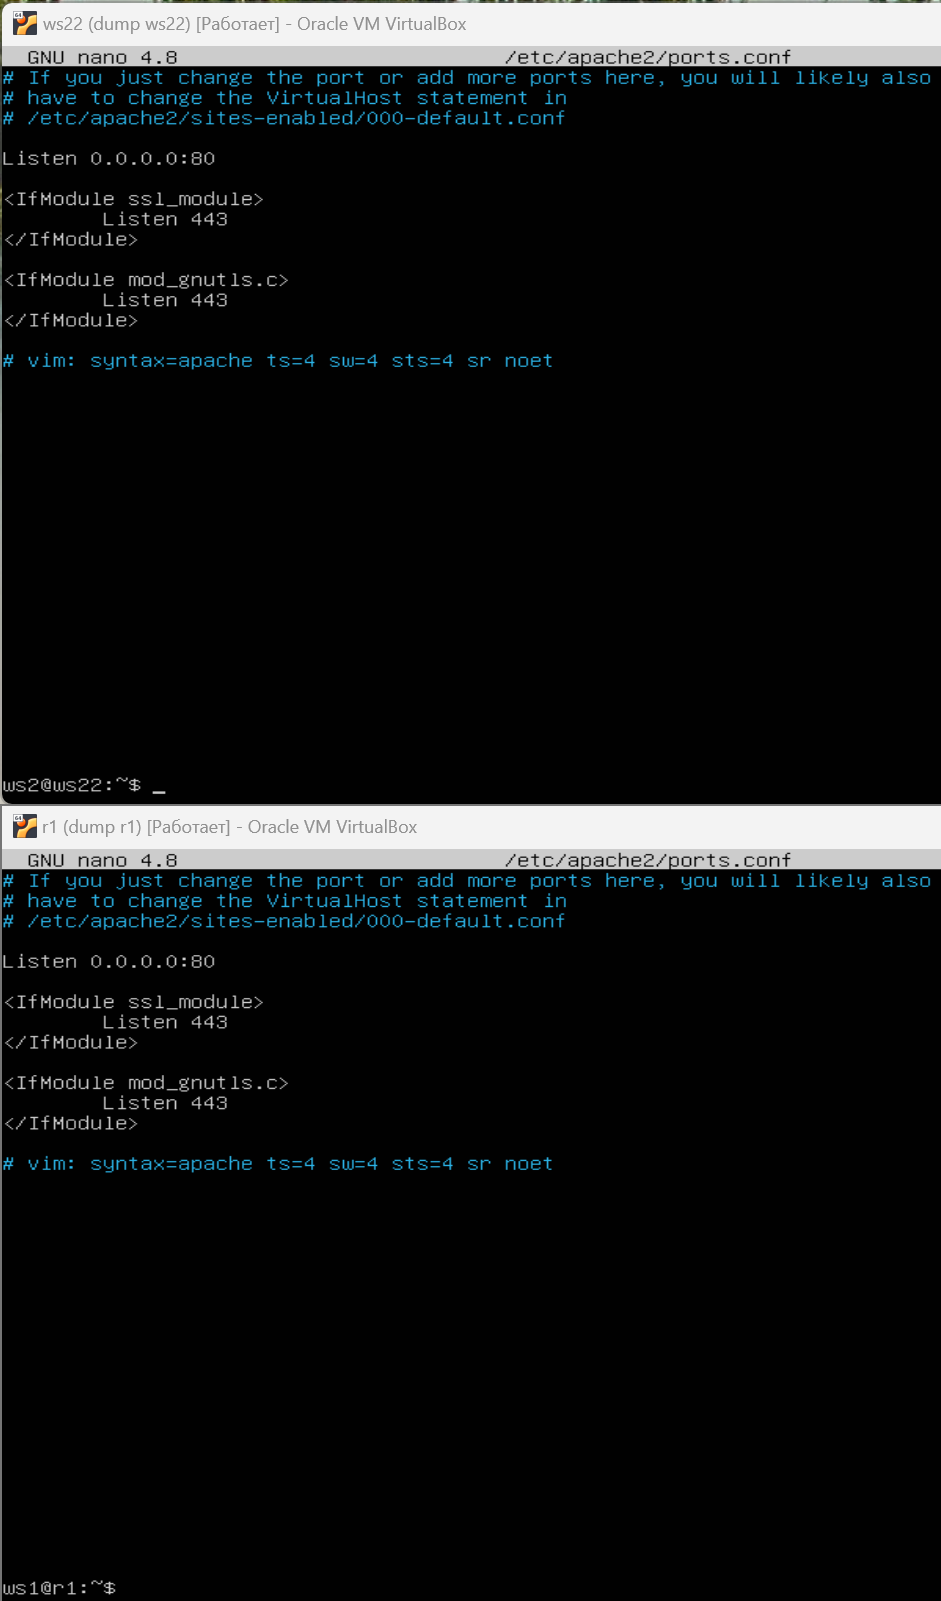 ws22 (dump ws22) [Работает] - Oracle VM VirtualBox
GNU nano 4.8 /etc/apache2/ports.conf
# If you just change the port or add more ports here, you will likely also
# have to change the VirtualHost statement in
# /etc/apache2/sites-enabled/000-default.conf
Listen 0.0.0.0:80
<IfModule ssl_module>
Listen 443
</IfModule>
<IfModule mod_gnutls.c>
Listen 443
</IfModule>
# vim: syntax=apache ts=4 sw=4 sts=4 sr noet
ws2@ws22:~$ _
r1 (dump r1) [Работает] - Oracle VM VirtualBox
GNU nano 4.8 /etc/apache2/ports.conf
# If you just change the port or add more ports here, you will likely also
# have to change the VirtualHost statement in
# /etc/apache2/sites-enabled/000-default.conf
Listen 0.0.0.0:80
<IfModule ssl_module>
Listen 443
</IfModule>
<IfModule mod_gnutls.c>
Listen 443
</IfModule>
# vim: syntax=apache ts=4 sw=4 sts=4 sr noet
ws1@r1:~$